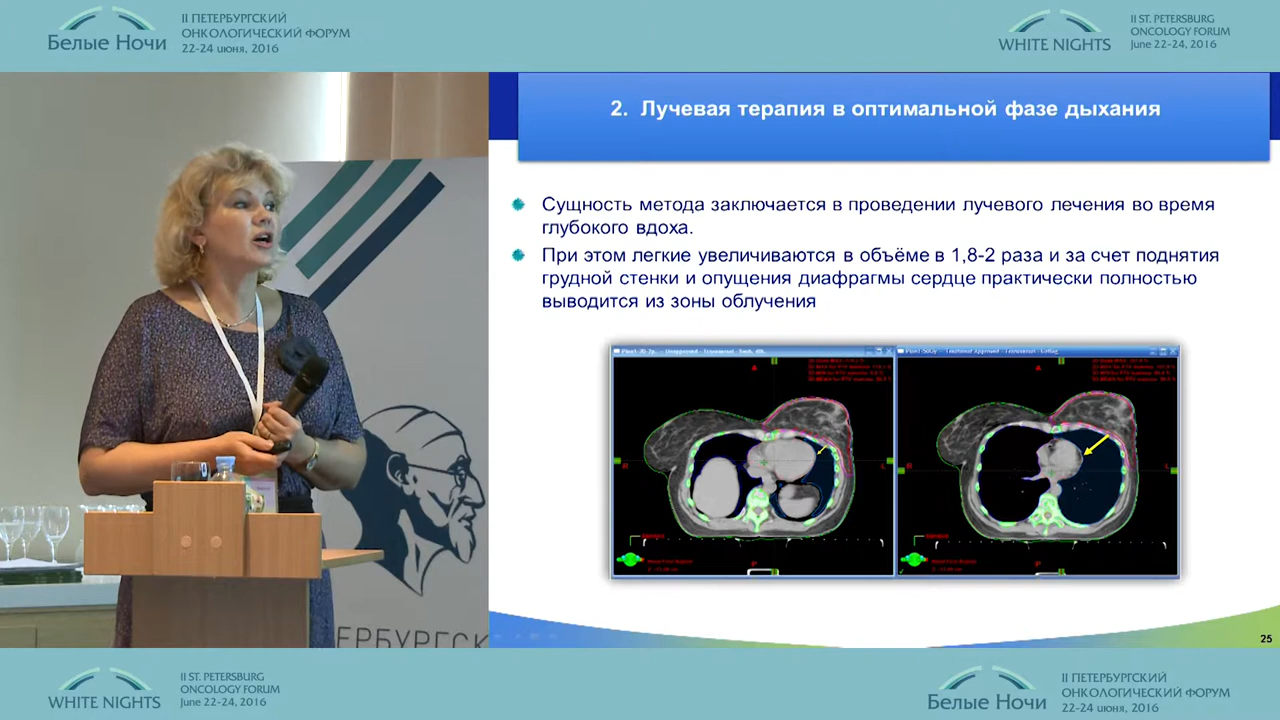 II ПЕТЕРБУРГСКИЙ
ОНКОЛОГИЧЕСКИЙ ФОРУМ
22-24 июня, 2016
Белые Ночи
II ST. PETERSBURG
ONCOLOGY FORUM
June 22-24, 2016
WHITE NIGHTS
2. Лучевая терапия в оптимальной фазе дыхания
Сущность метода заключается в проведении лучевого лечения во время
глубокого вдоха.
При этом легкие увеличиваются в объёме в 1,8-2 раза и за счет поднятия
грудной стенки и опущения диафрагмы сердце практически полностью
выводится из зоны облучения
A
A
R
L
R
L
P
P
ЕРБУРГСК
25
II ST. PETERSBURG
ONCOLOGY FORUM
June 22-24, 2016
WHITE NIGHTS
II ПЕТЕРБУРГСКИЙ
ОНКОЛОГИЧЕСКИЙ ФОРУМ
22-24 июня, 2016
Белые Ночи